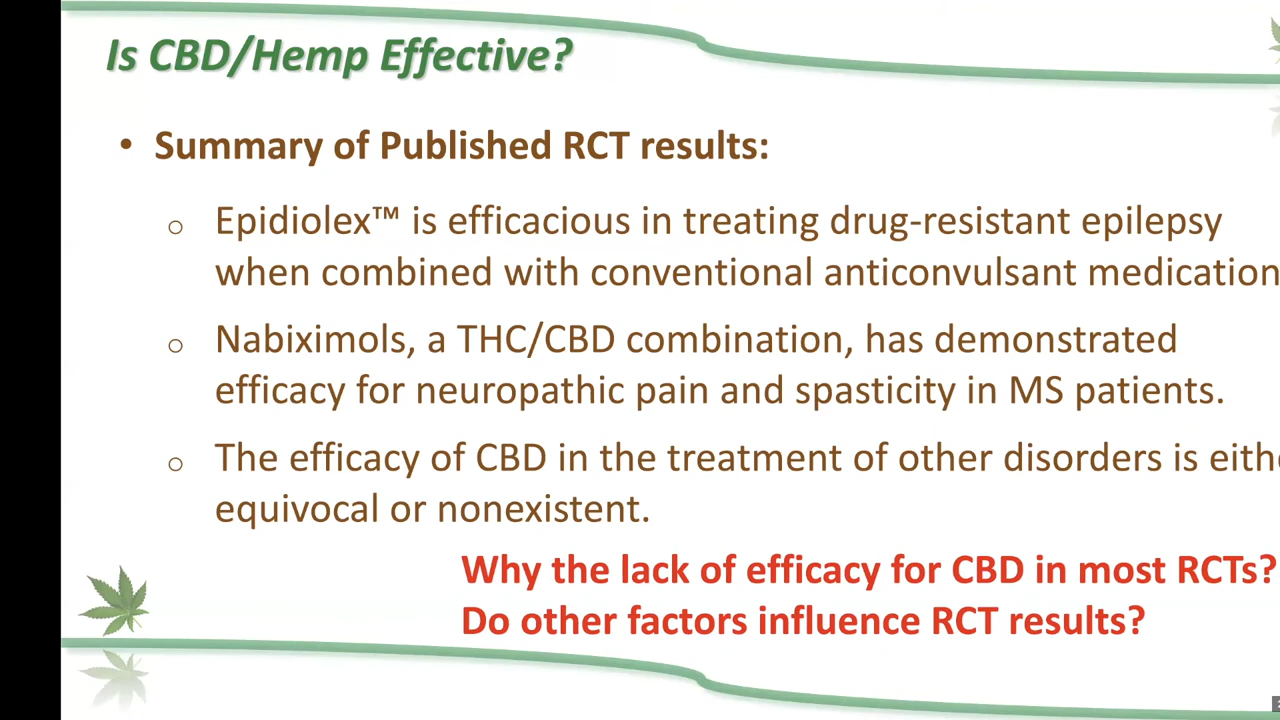 Is CBD/Hemp Effective?
• Summary of Published RCT results:
o Epidiolex™ is efficacious in treating drug-resistant epilepsy
when combined with conventional anticonvulsant medication
o Nabiximols, a THC/CBD combination, has demonstrated
efficacy for neuropathic pain and spasticity in MS patients.
o The efficacy of CBD in the treatment of other disorders is
equivocal or nonexistent.
Why the lack of efficacy for CBD in most RCTs?
Do other factors influence RCT results?